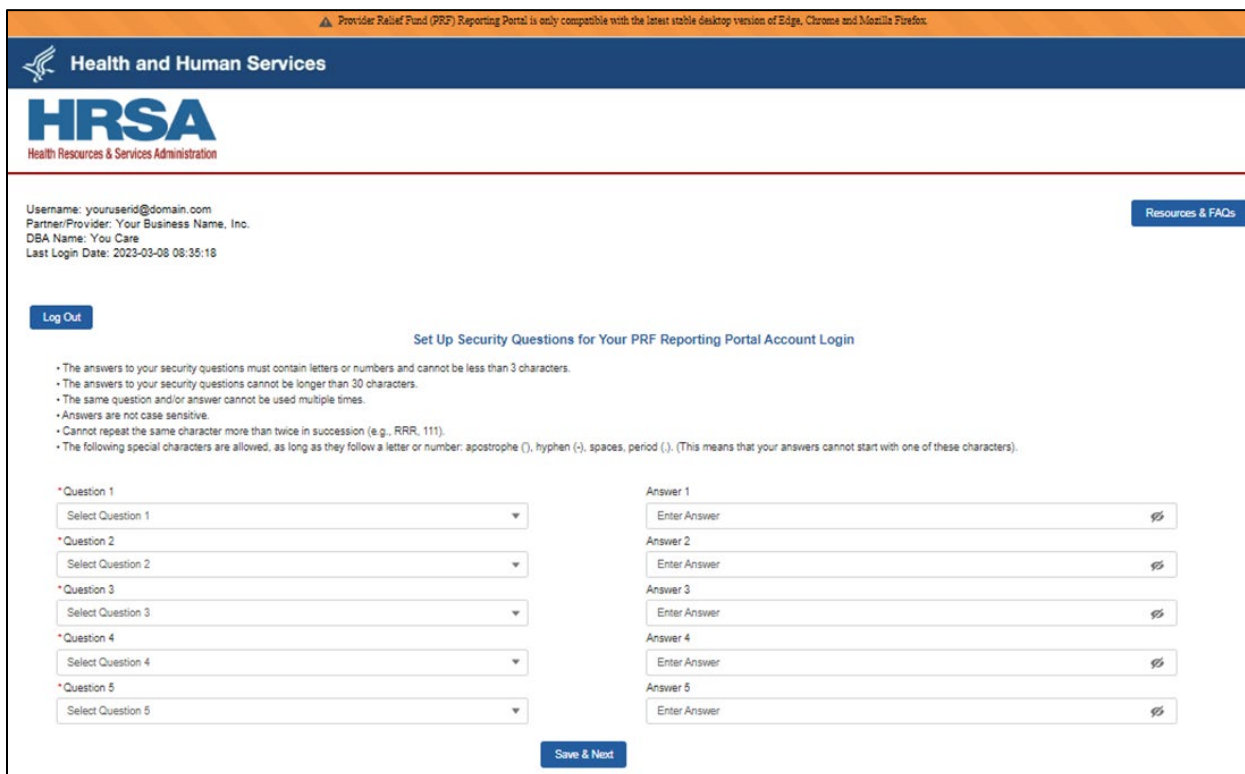 Provider Relief Fund (PRF) Reporting Portal is only compatible with the latest stable desktop version of Edge, Chrome and Mozilla Firefox.
Health and Human Services
HRSA
Health Resources & Services Administration
Username: youruserid@domain.com
Partner/Provider: Your Business Name, Inc.
DBA Name: You Care
Last Login Date: 2023-03-08 08:35:18
Resources & FAQs
Log Out
Set Up Security Questions for Your PRF Reporting Portal Account Login
• The answers to your security questions must contain letters or numbers and cannot be less than 3 characters.
• The answers to your security questions cannot be longer than 30 characters.
• The same question and/or answer cannot be used multiple times.
• Answers are not case sensitive.
• Cannot repeat the same character more than twice in succession (e.g., RRR, 111).
• The following special characters are allowed, as long as they follow a letter or number: apostrophe ('), hyphen (-), spaces, period (.). (This means that your answers cannot start with one of these characters).
*Question 1
Answer 1
Select Question 1
Enter Answer
*Question 2
Answer 2
Select Question 2
Enter Answer
*Question 3
Answer 3
Select Question 3
Enter Answer
*Question 4
Answer 4
Select Question 4
Enter Answer
*Question 5
Answer 5
Select Question 5
Enter Answer
Save & Next